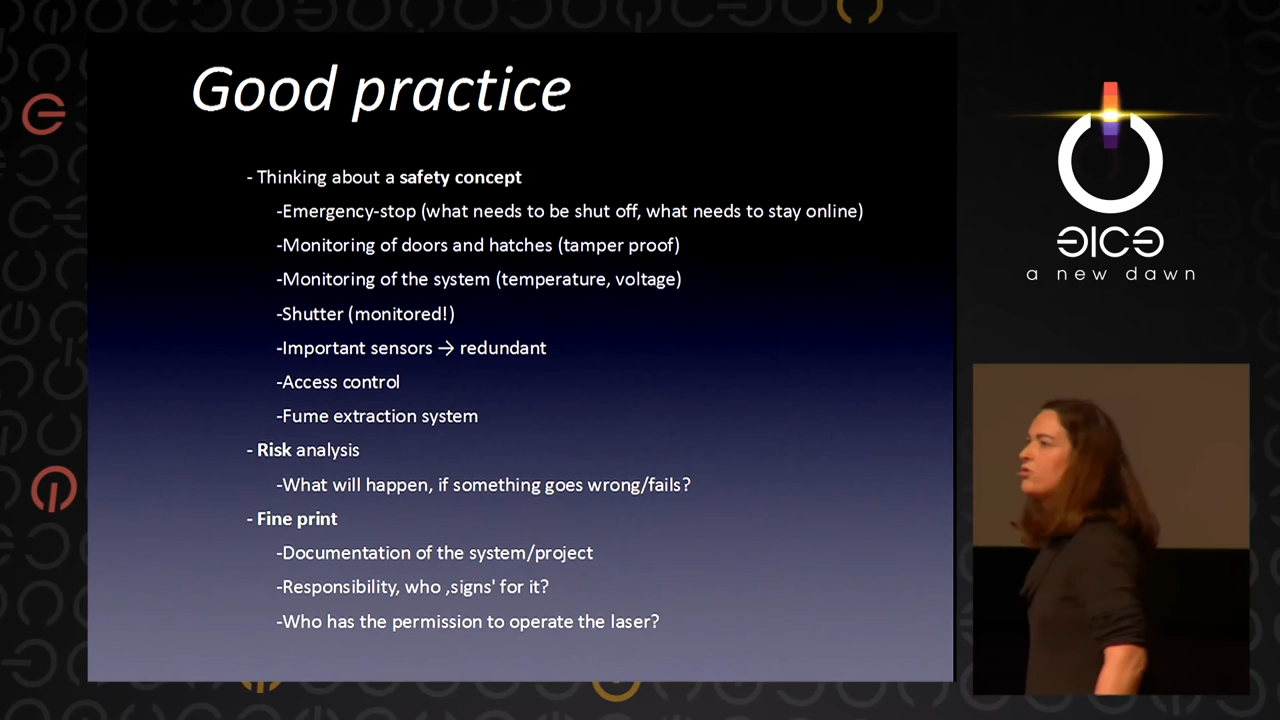 Good practice
- Thinking about a safety concept
-Emergency-stop (what needs to be shut off, what needs to stay online)
-Monitoring of doors and hatches (tamper proof)
-Monitoring of the system (temperature, voltage)
-Shutter (monitored!)
-Important sensors → redundant
-Access control
-Fume extraction system
- Risk analysis
-What will happen, if something goes wrong/fails?
- Fine print
-Documentation of the system/project
-Responsibility, who ‚signs' for it?
-Who has the permission to operate the laser?
a new dawn